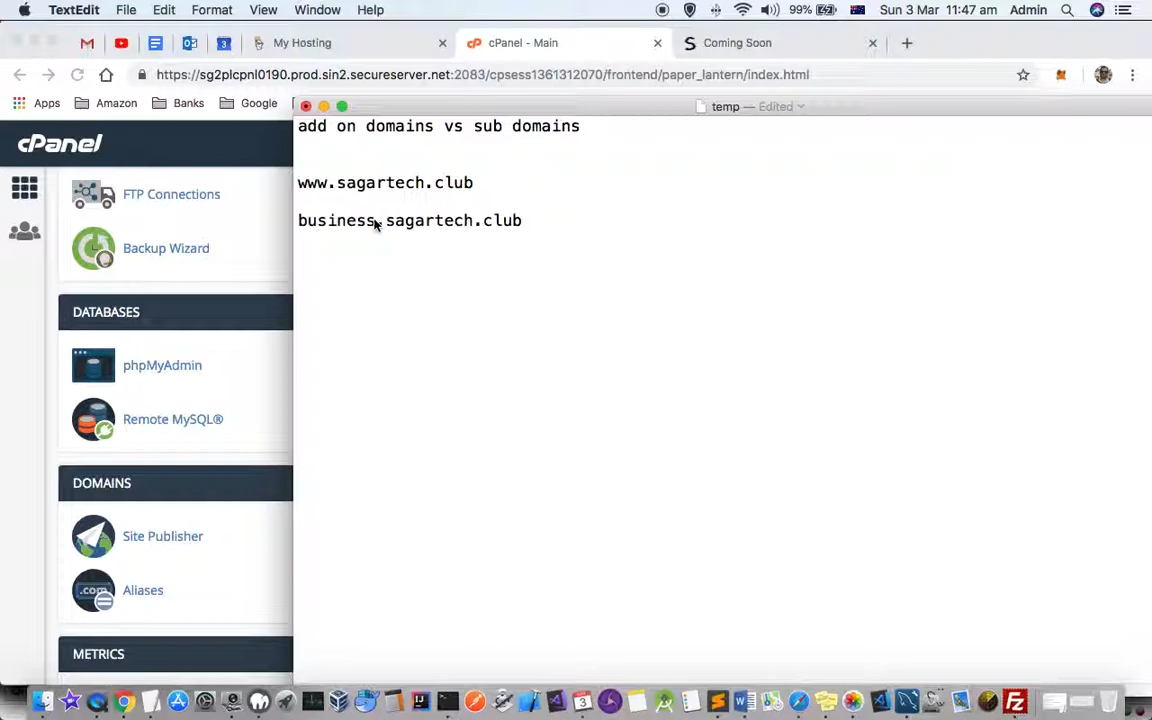 TextEdit File Edit Format View Window Help 99% Sun 3 Mar 11:47 am Admin
3 My Hosting cP cPanel - Main S Coming Soon
https://sg2plcpnl0190.prod.sin2.secureserver.net:2083/cpsess1361312070/frontend/paper_lantern/index.html
Apps Amazon Banks Google
temp — Edited
cPanel
add on domains vs sub domains
www.sagartech.club
business.sagartech.club
FTP Connections
Backup Wizard
DATABASES
phpMyAdmin
Remote MySQL®
DOMAINS
Site Publisher
.com Aliases
METRICS